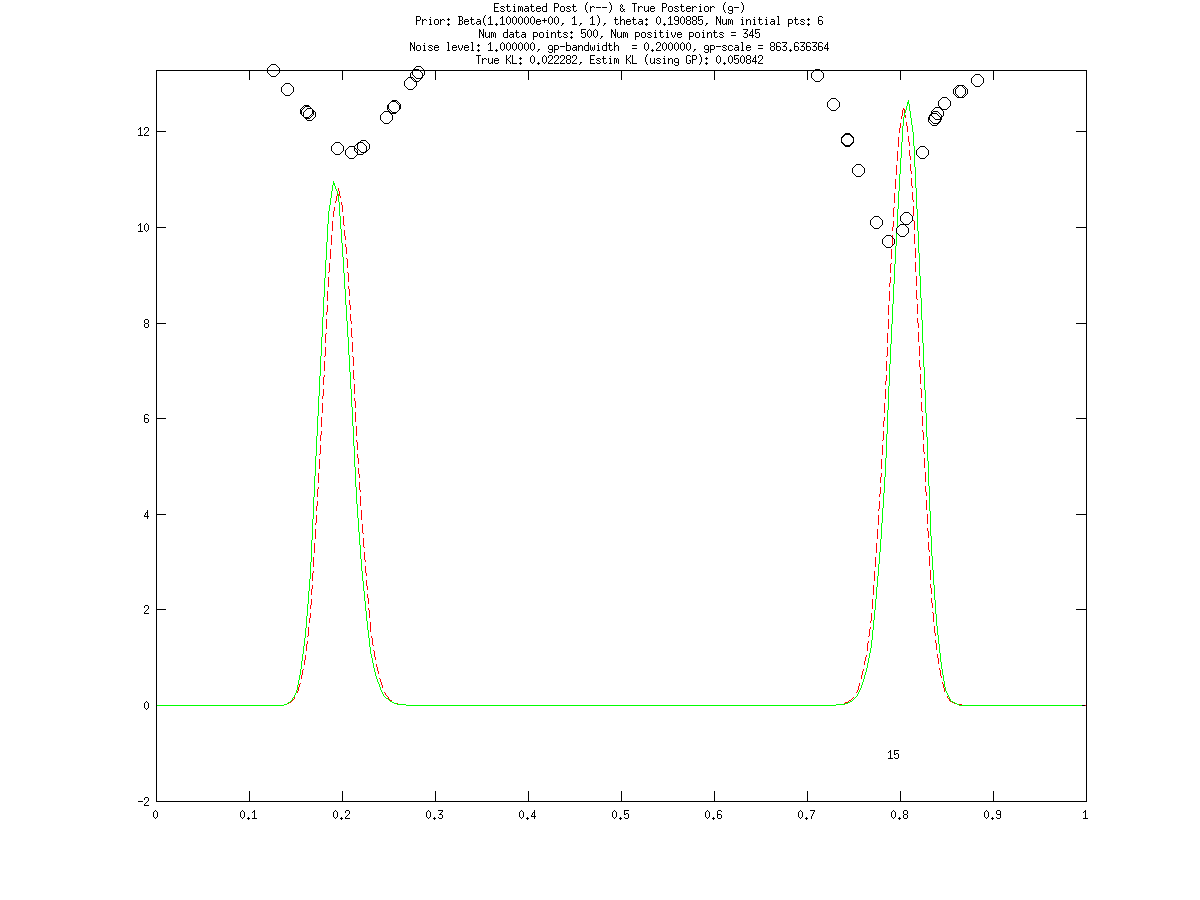 Estimated Post (r--) & True Posterior (g-)
Prior: Beta(1.100000e+00, 1, 1), theta: 0.190885, Num initial pts: 6
Num data points: 500, Num positive points = 345
Noise level: 1.000000, gp-bandwidth  = 0.200000, gp-scale = 863.636364
True KL: 0.022282, Estim KL (using GP): 0.050842
12
10
8
6
4
2
0
15
-2
0 0.1 0.2 0.3 0.4 0.5 0.6 0.7 0.8 0.9 1